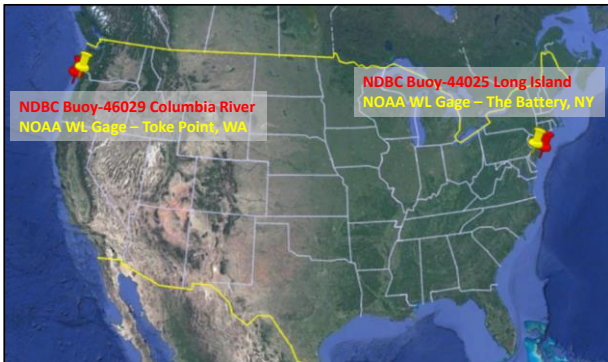 NDBC Buoy-44025 Long Island
NOAA WL Gage – The Battery, NY
NDBC Buoy-46029 Columbia River
NOAA WL Gage – Toke Point, WA